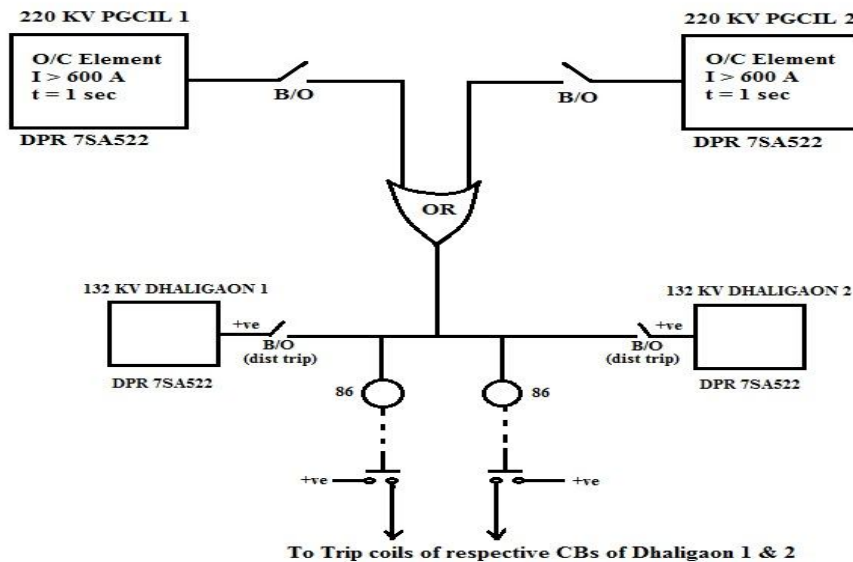 220 KV PGCIL 1
220 KV PGCIL 2
O/C Element
I > 600 A
t = 1 sec
O/C Element
I > 600 A
t = 1 sec
B/O
B/O
DPR 7SA522
DPR 7SA522
OR
132 KV DHALIGAON 1
132 KV DHALIGAON 2
+ve
+ve
B/O
(dist trip)
B/O
(dist trip)
DPR 7SA522
DPR 7SA522
86
86
+ve
+ve
To Trip coils of respective CBs of Dhaligaon 1 & 2